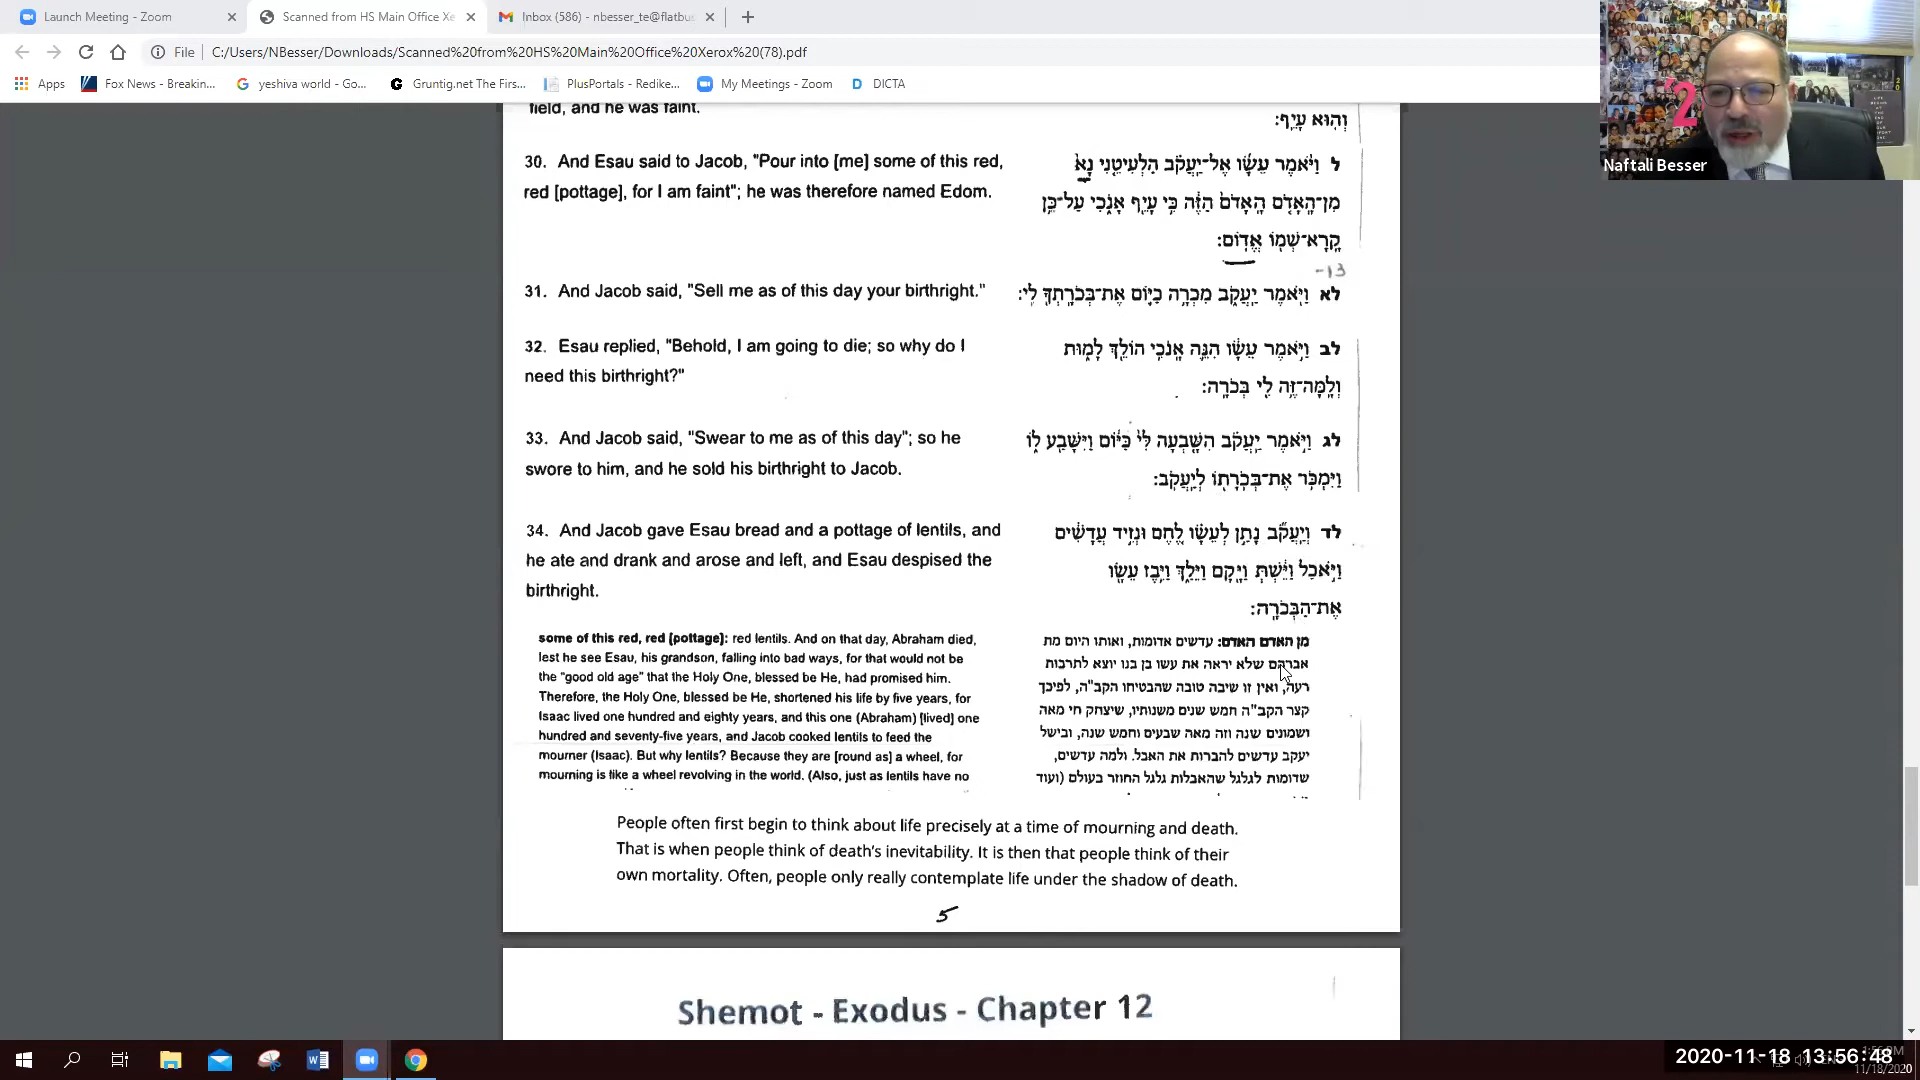 Launch Meeting - Zoom
Scanned from HS Main Office Xe
Inbox (586) - nbesser_te@flatbu
File C:/Users/NBesser/Downloads/Scanned%20from%20HS%20Main%20Office%20Xerox%20(78).pdf
Apps Fox News - Breakin... yeshiva world - Go... Gruntig.net The Firs... PlusPortals - Redike... My Meetings - Zoom DICTA
Naftali Besser
field, and he was faint.
וְה֥וּא עָיֵֽף:
30. And Esau said to Jacob, "Pour into [me] some of this red,
red [pottage], for I am faint"; he was therefore named Edom.
ל וַיֹּ֨אמֶר עֵשָׂ֜ו אֶל־יַֽעֲקֹ֗ב הַלְעִיטֵ֤נִי נָא֙
מִן־הָֽאָדֹ֤ם הָֽאָדֹם֙ הַזֶּ֔ה כִּ֥י עָיֵ֖ף אָנֹ֑כִי עַל־כֵּ֥ן
קָרָֽא־שְׁמ֖וֹ אֱדֽוֹם:
-13
31. And Jacob said, "Sell me as of this day your birthright."
לא וַיֹּ֖אמֶר יַֽעֲקֹ֑ב מִכְרָ֥ה כַיּ֛וֹם אֶת־בְּכֹֽרָתְךָ֖ לִֽי:
32. Esau replied, "Behold, I am going to die; so why do I
need this birthright?"
לב וַיֹּ֣אמֶר עֵשָׂ֔ו הִנֵּ֛ה אָֽנֹכִ֥י הוֹלֵ֖ךְ לָמ֑וּת
וְלָמָּה־זֶּ֥ה לִ֖י בְּכֹרָֽה:
33. And Jacob said, "Swear to me as of this day"; so he
swore to him, and he sold his birthright to Jacob.
לג וַיֹּ֣אמֶר יַֽעֲקֹ֗ב הִשָּׁ֤בְעָה לִּי֙ כַּיּ֔וֹם וַיִּשָּׁבַ֖ע ל֑וֹ
וַיִּמְכֹּ֥ר אֶת־בְּכֹֽרָת֖וֹ לְיַֽעֲקֹֽב:
34. And Jacob gave Esau bread and a pottage of lentils, and
he ate and drank and arose and left, and Esau despised the
birthright.
לד וְיַֽעֲקֹ֞ב נָתַ֣ן לְעֵשָׂ֗ו לֶ֚חֶם וּנְזִ֣יד עֲדָשִׁ֔ים
וַיֹּ֣אכַל וַיֵּ֔שְׁתְּ וַיָּ֖קָם וַיֵּלַ֑ךְ וַיִּ֥בֶז עֵשָׂ֖ו
אֶת־הַבְּכֹרָֽה:
some of this red, red [pottage]: red lentils. And on that day, Abraham died,
lest he see Esau, his grandson, falling into bad ways, for that would not be
the "good old age" that the Holy One, blessed be He, had promised him.
Therefore, the Holy One, blessed be He, shortened his life by five years, for
Isaac lived one hundred and eighty years, and this one (Abraham) [lived] one
hundred and seventy-five years, and Jacob cooked lentils to feed the
mourner (Isaac). But why lentils? Because they are [round as] a wheel, for
mourning is like a wheel revolving in the world. (Also, just as lentils have no
מן האדם האדם: עדשים אדומות, ואותו היום מת
אברהם שלא יראה את עשו בן בנו יוצא לתרבות
רעה, ואין זו שיבה טובה שהבטיחו הקב"ה, לפיכך
קצר הקב"ה חמש שנים משנותיו, שיצחק חי מאה
ושמונים שנה וזה מאה שבעים וחמש שנה, ובישל
יעקב עדשים להברות את האבל. ולמה עדשים,
שדומות לגלגל שהאבלות גלגל החוזר בעולם (ועוד
People often first begin to think about life precisely at a time of mourning and death.
That is when people think of death's inevitability. It is then that people think of their
own mortality. Often, people only really contemplate life under the shadow of death.
5
Shemot - Exodus - Chapter 12
2020-11-18 13:56:48
11/18/2020